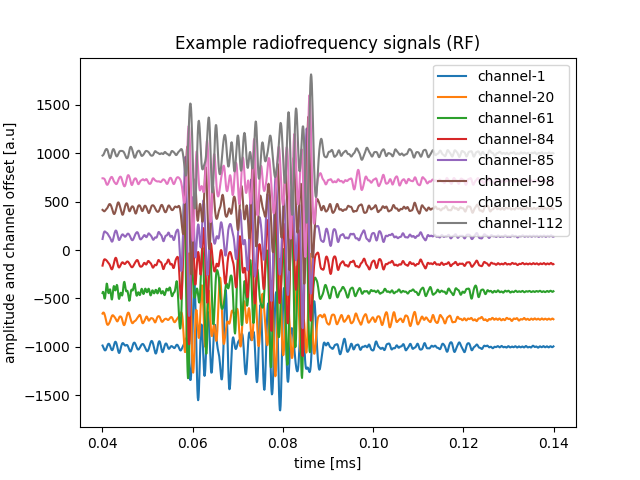 Example radiofrequency signals (RF)
amplitude and channel offset [a.u]
1500
1000
500
0
−500
−1000
−1500
channel-1
channel-20
channel-61
channel-84
channel-85
channel-98
channel-105
channel-112
0.04
0.06
0.08
0.10
0.12
0.14
time [ms]